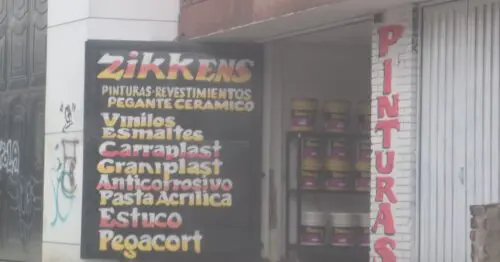 ZiKKENS
PINTURAS-REVESTIMIENTOS
PEGANTE CERAMICO
Vinilos
Esmaltes
Carraplast
Graniplast
Anticorrosivo
Pasta Acrilica
Estuco
Pegacort
PINTURAS